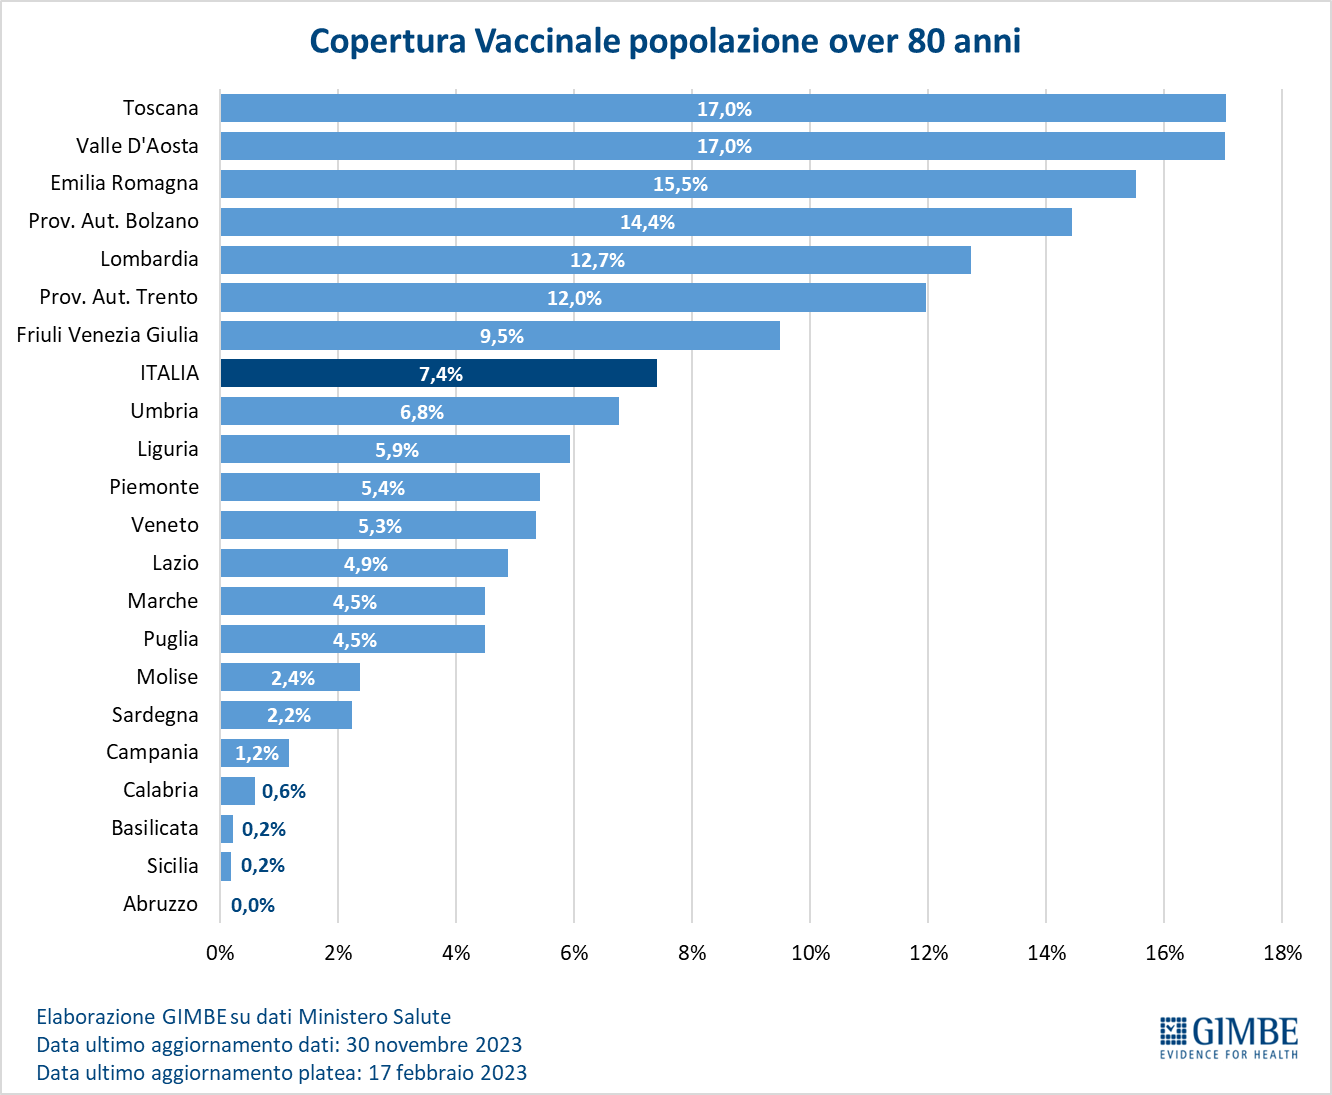 Copertura Vaccinale popolazione over 80 anni
Toscana 17,0%
Valle D'Aosta 17,0%
Emilia Romagna 15,5%
Prov. Aut. Bolzano 14,4%
Lombardia 12,7%
Prov. Aut. Trento 12,0%
Friuli Venezia Giulia 9,5%
ITALIA 7,4%
Umbria 6,8%
Liguria 5,9%
Piemonte 5,4%
Veneto 5,3%
Lazio 4,9%
Marche 4,5%
Puglia 4,5%
Molise 2,4%
Sardegna 2,2%
Campania 1,2%
Calabria 0,6%
Basilicata 0,2%
Sicilia 0,2%
Abruzzo 0,0%
0% 2% 4% 6% 8% 10% 12% 14% 16% 18%
Elaborazione GIMBE su dati Ministero Salute
Data ultimo aggiornamento dati: 30 novembre 2023
Data ultimo aggiornamento platea: 17 febbraio 2023
GIMBE
EVIDENCE FOR HEALTH